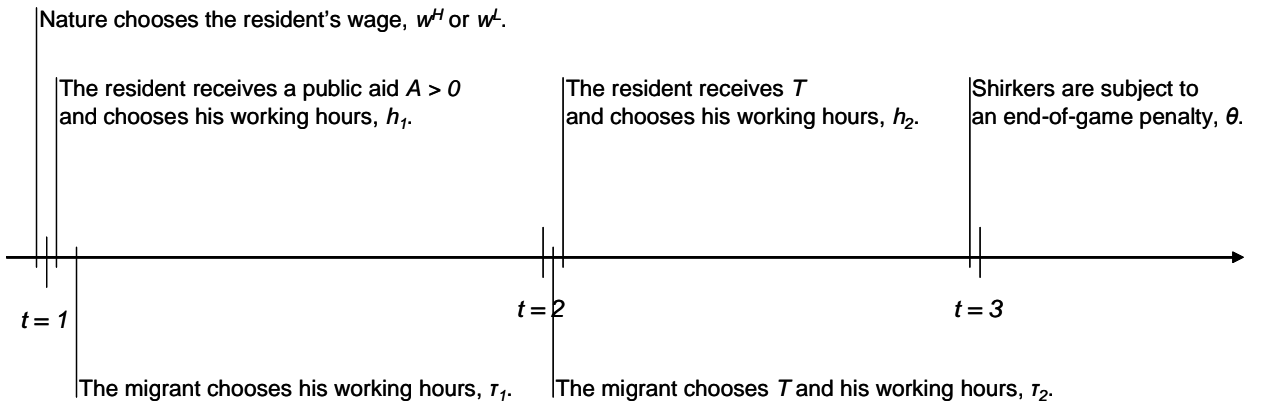 Nature chooses the resident's wage, wᴴ or wᴸ.
The resident receives a public aid A > 0
and chooses his working hours, h₁.
The resident receives T
and chooses his working hours, h₂.
Shirkers are subject to
an end-of-game penalty, θ.
t = 1
t = 2
t = 3
The migrant chooses his working hours, τ₁.
The migrant chooses T and his working hours, τ₂.